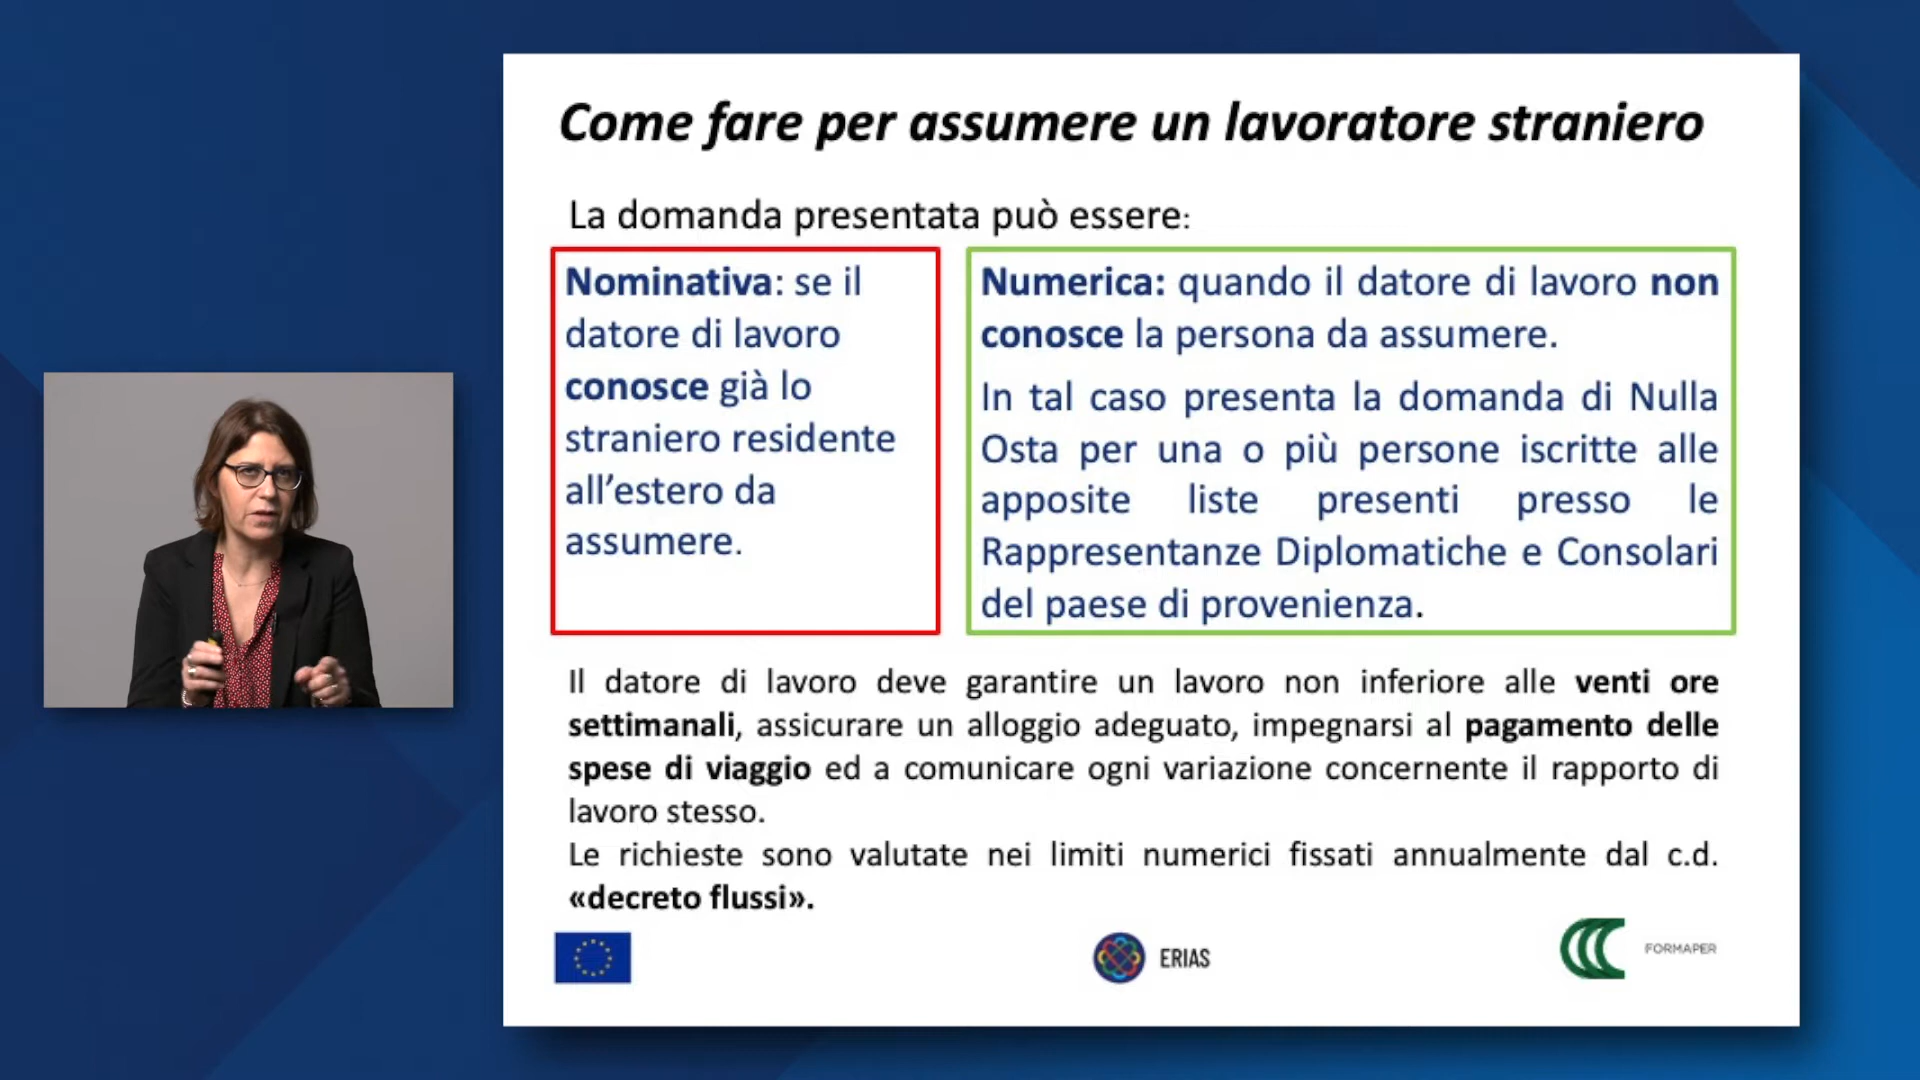 Come fare per assumere un lavoratore straniero
La domanda presentata può essere:
Nominativa: se il
datore di lavoro
conosce già lo
straniero residente
all’estero da
assumere.
Numerica: quando il datore di lavoro non
conosce la persona da assumere.
In tal caso presenta la domanda di Nulla
Osta per una o più persone iscritte alle
apposite liste presenti presso le
Rappresentanze Diplomatiche e Consolari
del paese di provenienza.
Il datore di lavoro deve garantire un lavoro non inferiore alle venti ore
settimanali, assicurare un alloggio adeguato, impegnarsi al pagamento delle
spese di viaggio ed a comunicare ogni variazione concernente il rapporto di
lavoro stesso.
Le richieste sono valutate nei limiti numerici fissati annualmente dal c.d.
«decreto flussi».
ERIAS
FORMAPER